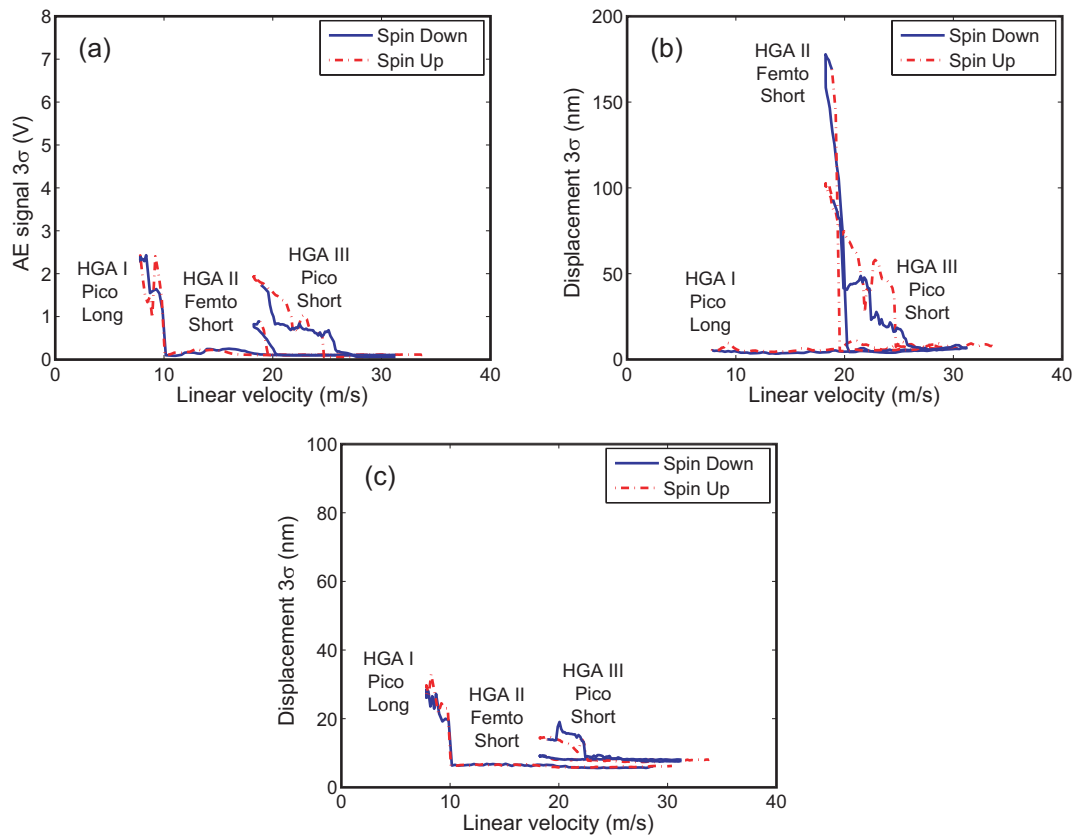 (a)
Spin Down
Spin Up
AE signal 3σ (V)
8
7
6
5
4
3
2
1
0
HGA I
Pico
Long
HGA II
Femto
Short
HGA III
Pico
Short
0 10 20 30 40
Linear velocity (m/s)
(b)
Spin Down
Spin Up
Displacement 3σ (nm)
200
150
100
50
0
HGA II
Femto
Short
HGA I
Pico
Long
HGA III
Pico
Short
0 10 20 30 40
Linear velocity (m/s)
(c)
Spin Down
Spin Up
Displacement 3σ (nm)
100
80
60
40
20
0
HGA I
Pico
Long
HGA II
Femto
Short
HGA III
Pico
Short
0 10 20 30 40
Linear velocity (m/s)